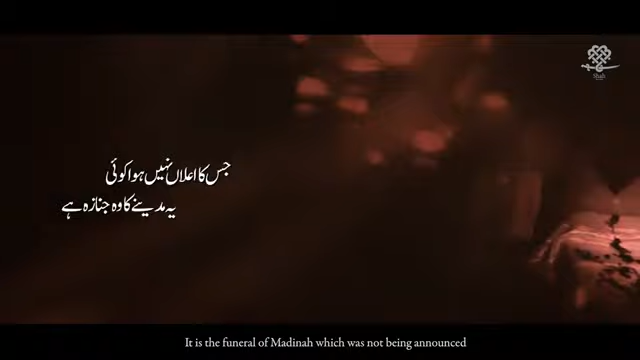 Shah
جس کا اعلاں نہیں ہوا کوئی
یہ مدینے کا وہ جنازہ ہے
It is the funeral of Madinah which was not being announced